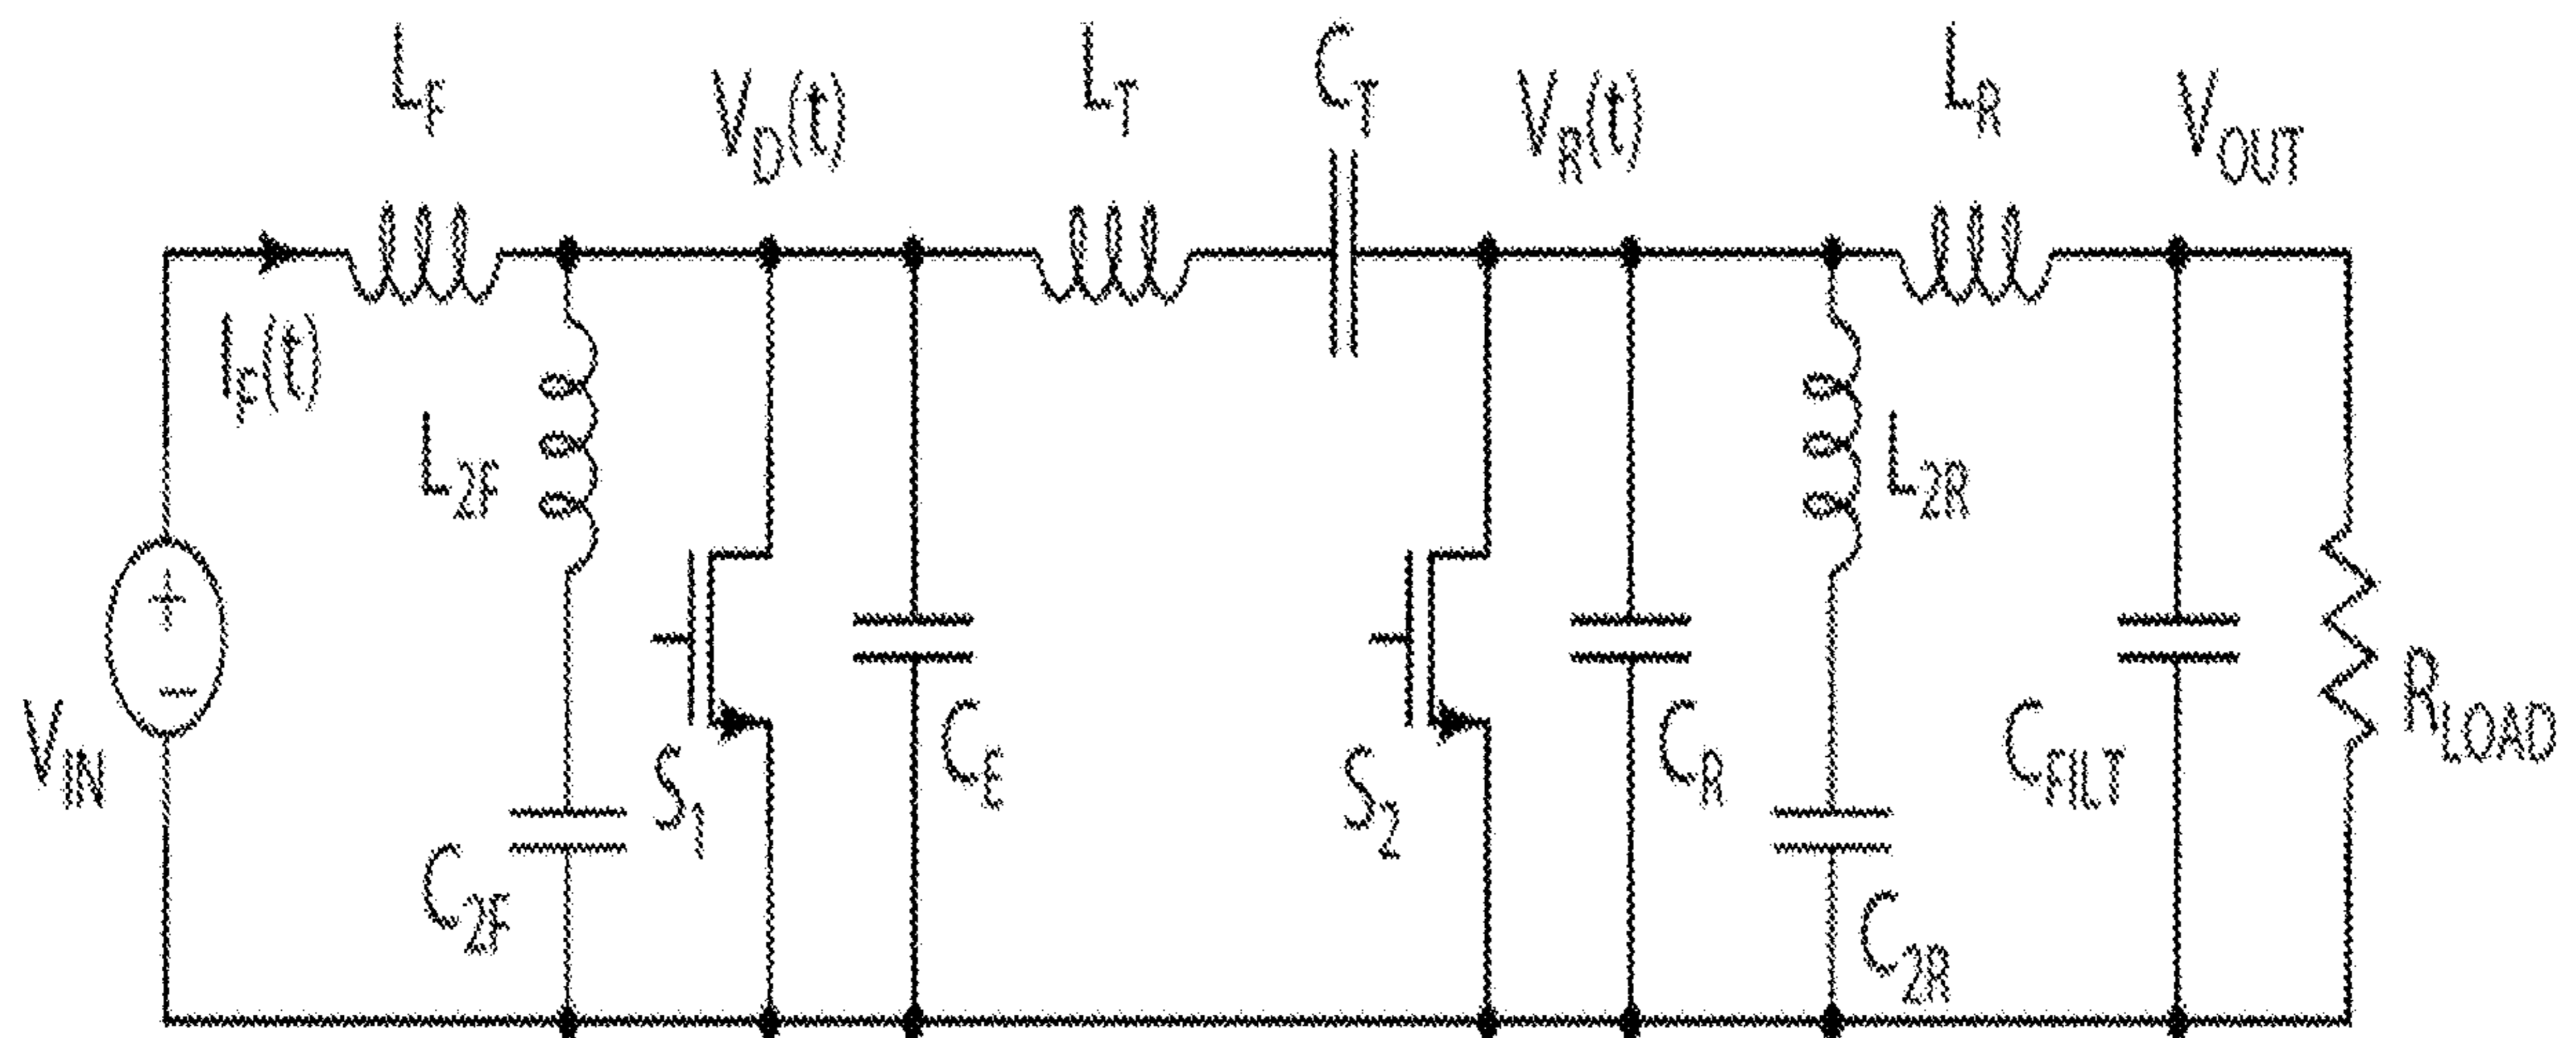 L_F
V_D(t)
L_T
C_T
V_R(t)
L_R
V_OUT
I_F(t)
L_2F
L_2R
+
−
V_IN
S_1
C_E
S_2
C_R
C_FILT
R_LOAD
C_2F
C_2R